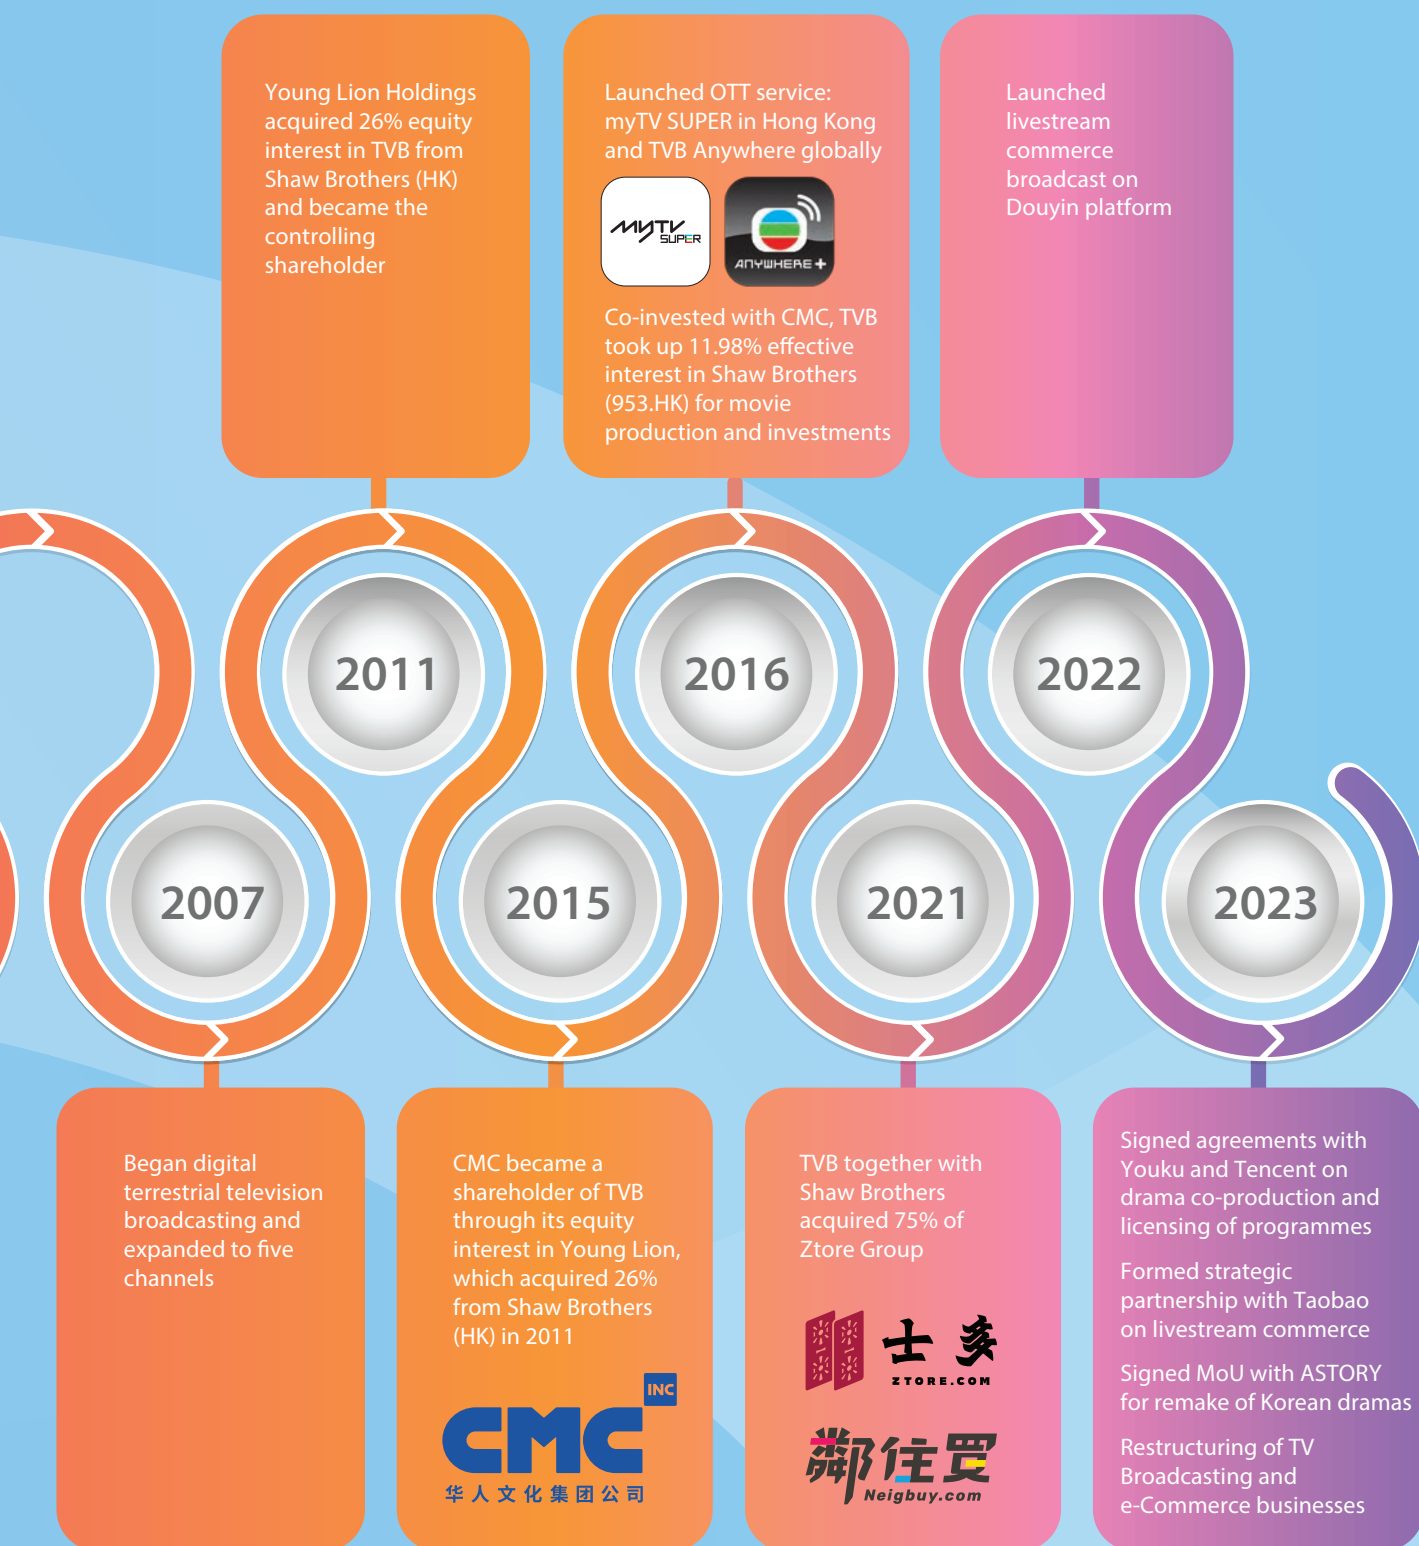 Young Lion Holdings
acquired 26% equity
interest in TVB from
Shaw Brothers (HK)
and became the
controlling
shareholder
Launched OTT service:
myTV SUPER in Hong Kong
and TVB Anywhere globally
MYTV
SUPER
ANYWHERE+
Co-invested with CMC, TVB
took up 11.98% effective
interest in Shaw Brothers
(953.HK) for movie
production and investments
Launched
livestream
commerce
broadcast on
Douyin platform
2011
2016
2022
2007
2015
2021
2023
Began digital
terrestrial television
broadcasting and
expanded to five
channels
CMC became a
shareholder of TVB
through its equity
interest in Young Lion,
which acquired 26%
from Shaw Brothers
(HK) in 2011
INC
CMC
华人文化集团公司
TVB together with
Shaw Brothers
acquired 75% of
Ztore Group
士多
ZTORE.COM
鄰住買
Neigbuy.com
Signed agreements with
Youku and Tencent on
drama co-production and
licensing of programmes
Formed strategic
partnership with Taobao
on livestream commerce
Signed MoU with ASTORY
for remake of Korean dramas
Restructuring of TV
Broadcasting and
e-Commerce businesses